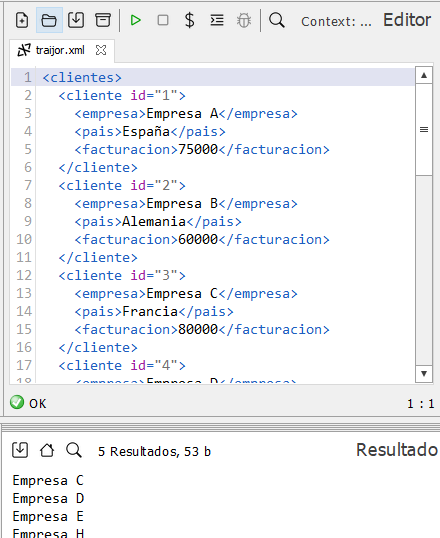 Context: ...
Editor
traijor.xml
1 <clientes>
2 <cliente id="1">
3 <empresa>Empresa A</empresa>
4 <pais>España</pais>
5 <facturacion>75000</facturacion>
6 </cliente>
7 <cliente id="2">
8 <empresa>Empresa B</empresa>
9 <pais>Alemania</pais>
10 <facturacion>60000</facturacion>
11 </cliente>
12 <cliente id="3">
13 <empresa>Empresa C</empresa>
14 <pais>Francia</pais>
15 <facturacion>80000</facturacion>
16 </cliente>
17 <cliente id="4">
18 <empresa>Empresa D</empresa>
OK
1 : 1
5 Resultados, 53 b
Resultado
Empresa C
Empresa D
Empresa E
Empresa H